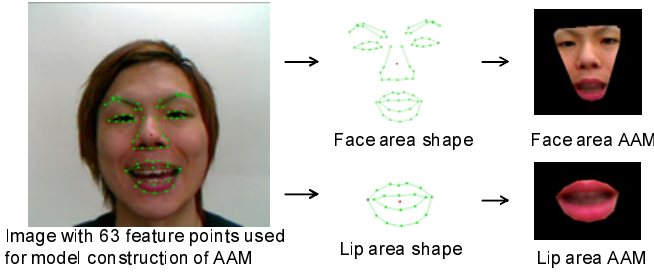 Face area shape
Face area AAM
Image with 63 feature points used
for model construction of AAM
Lip area shape
Lip area AAM